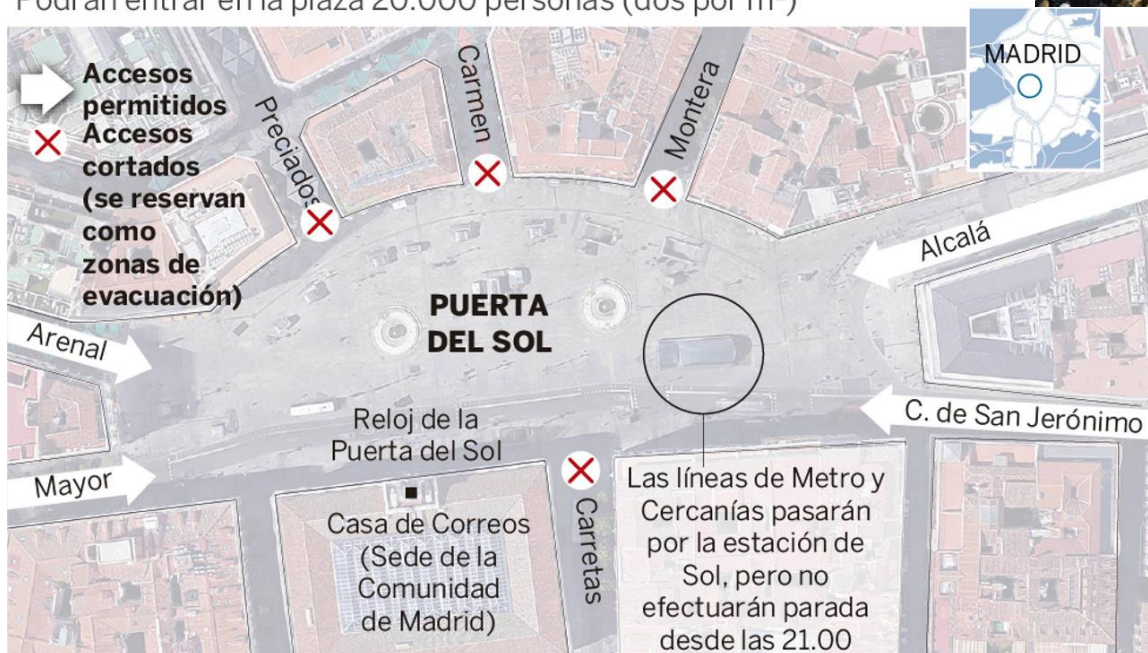 Podrán entrar en la plaza 20.000 personas (dos por m²)
MADRID
Accesos
permitidos
Accesos
cortados
(se reservan
como
zonas de
evacuación)
Preciados
Carmen
Montera
Alcalá
PUERTA
DEL SOL
Arenal
Reloj de la
Puerta del Sol
C. de San Jerónimo
Mayor
Casa de Correos
(Sede de la
Comunidad
de Madrid)
Carretas
Las líneas de Metro y
Cercanías pasarán
por la estación de
Sol, pero no
efectuarán parada
desde las 21.00